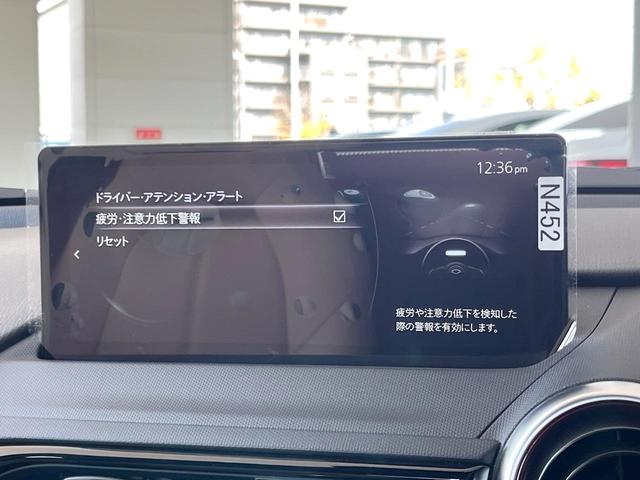 12:36pm
ドライバー・アテンション・アラート
疲労・注意力低下警報
リセット
疲労や注意力低下を検知した
際の警報を有効にします。
N452